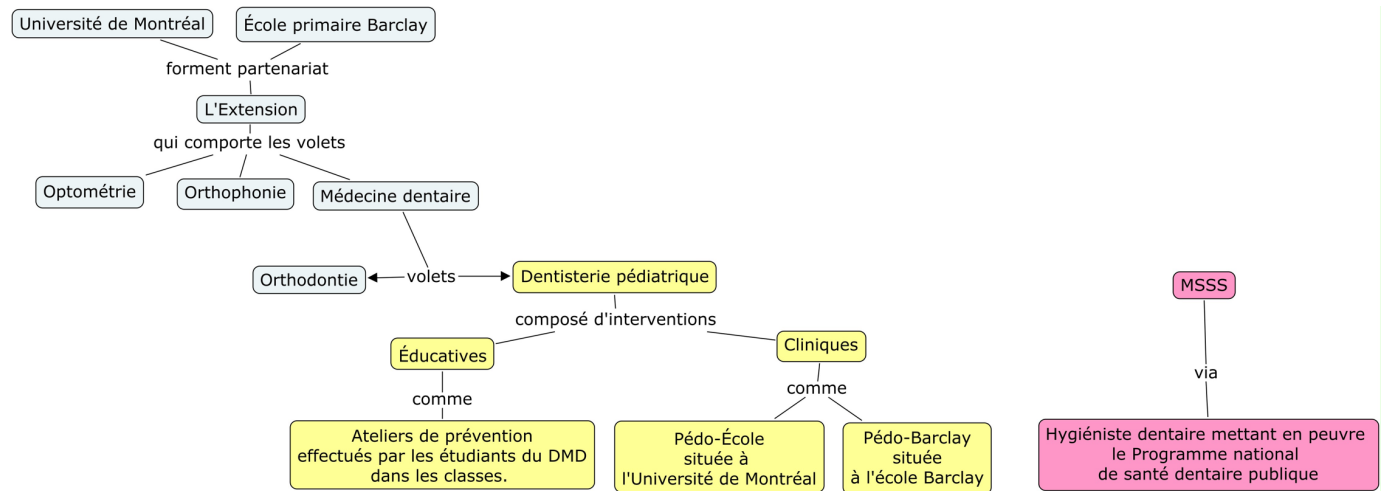 Université de Montréal
École primaire Barclay
forment partenariat
L'Extension
qui comporte les volets
Optométrie
Orthophonie
Médecine dentaire
Orthodontie
volets
Dentisterie pédiatrique
MSSS
composé d'interventions
Éducatives
Cliniques
via
comme
comme
Ateliers de prévention
effectués par les étudiants du DMD
dans les classes.
Pédo-École
située à
l'Université de Montréal
Pédo-Barclay
située
à l'école Barclay
Hygiéniste dentaire mettant en peuvre
le Programme national
de santé dentaire publique